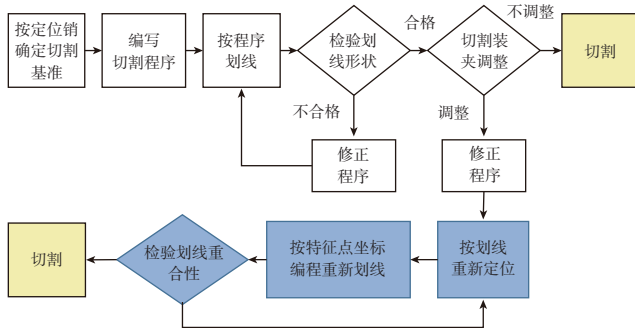 按定位销
确定切割
基准
编写
切割程序
按程序
划线
检验划
线形状
合格
切割装
夹调整
不调整
切割
不合格
调整
修正
程序
修正
程序
切割
检验划线重
合性
按特征点坐标
编程重新划线
按划线
重新定位